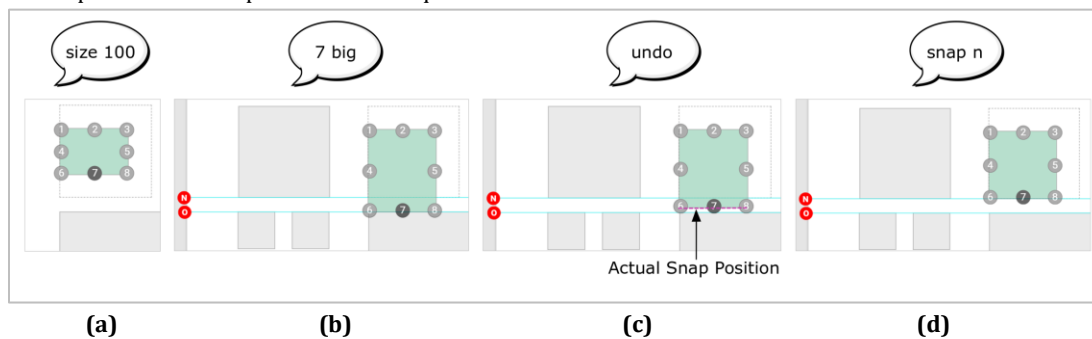 size 100
7 big
undo
snap n
1 2 3
4 5
6 7 8
1 2 3
4 5
N
O 6 7 8
1 2 3
4 5
N
O 7 8
Actual Snap Position
1 2 3
4 5
N 6 7 8
O
(a) (b) (c) (d)